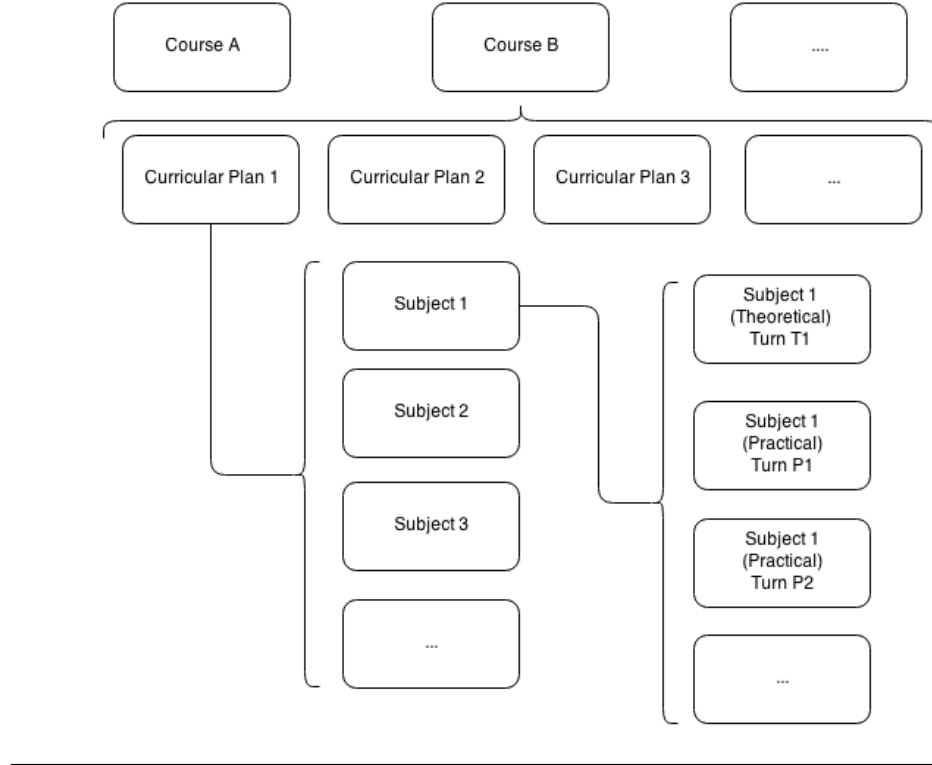 Course A
Course B
....
Curricular Plan 1
Curricular Plan 2
Curricular Plan 3
...
Subject 1
Subject 2
Subject 3
...
Subject 1
(Theoretical)
Turn T1
Subject 1
(Practical)
Turn P1
Subject 1
(Practical)
Turn P2
...